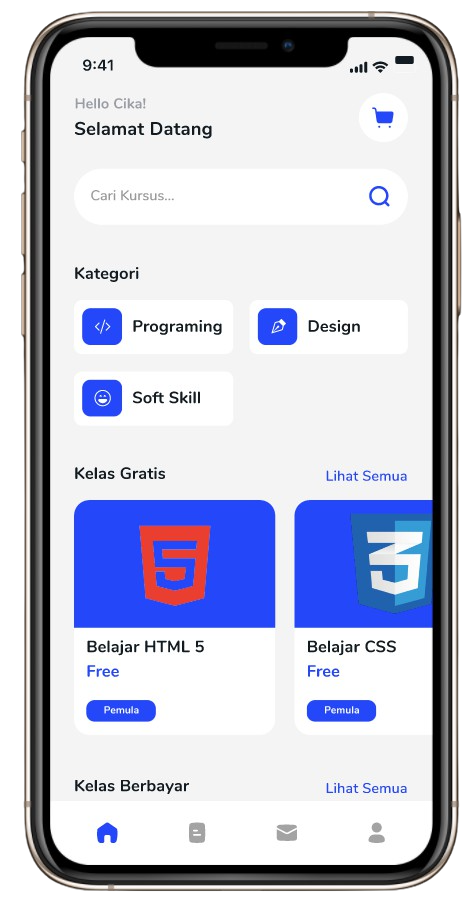 9:41
Hello Cika!
Selamat Datang
Cari Kursus...
Kategori
Programing
Design
Soft Skill
Kelas Gratis
Lihat Semua
Belajar HTML 5
Free
Pemula
Belajar CSS
Free
Pemula
Kelas Berbayar
Lihat Semua